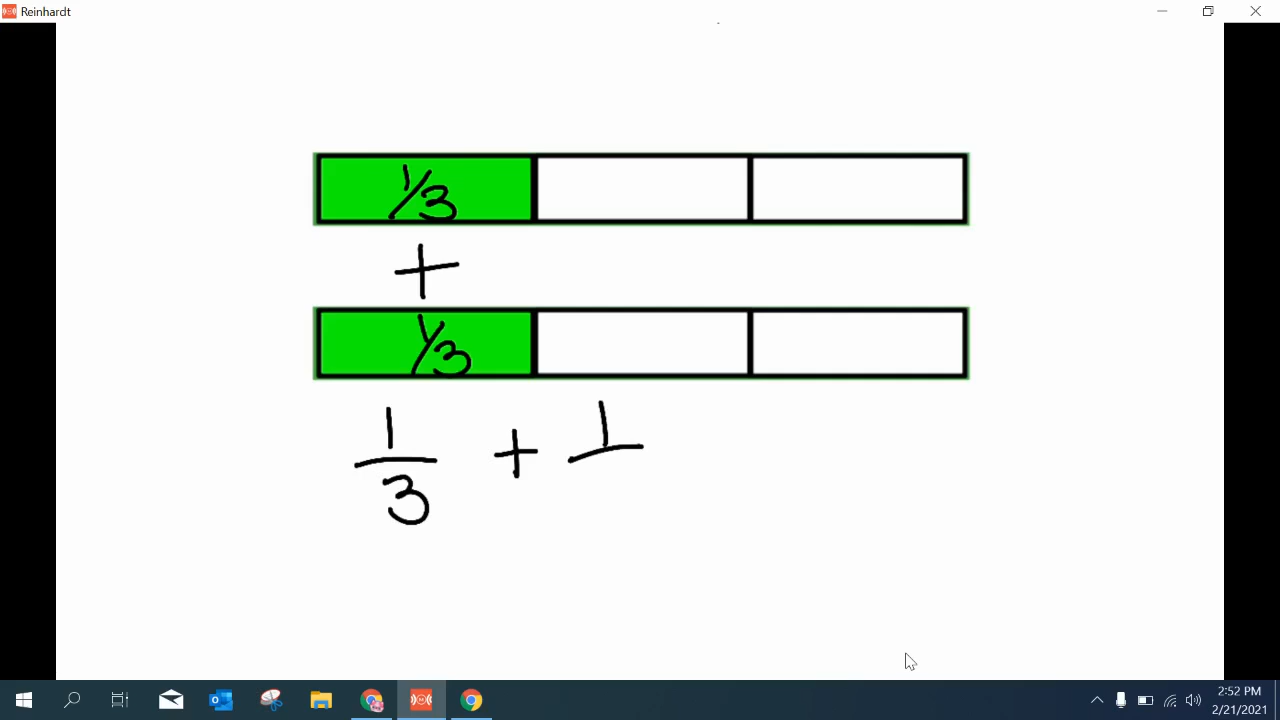 Reinhardt
1/3
+
1/3
1 + 1
3
2:52 PM
2/21/2021